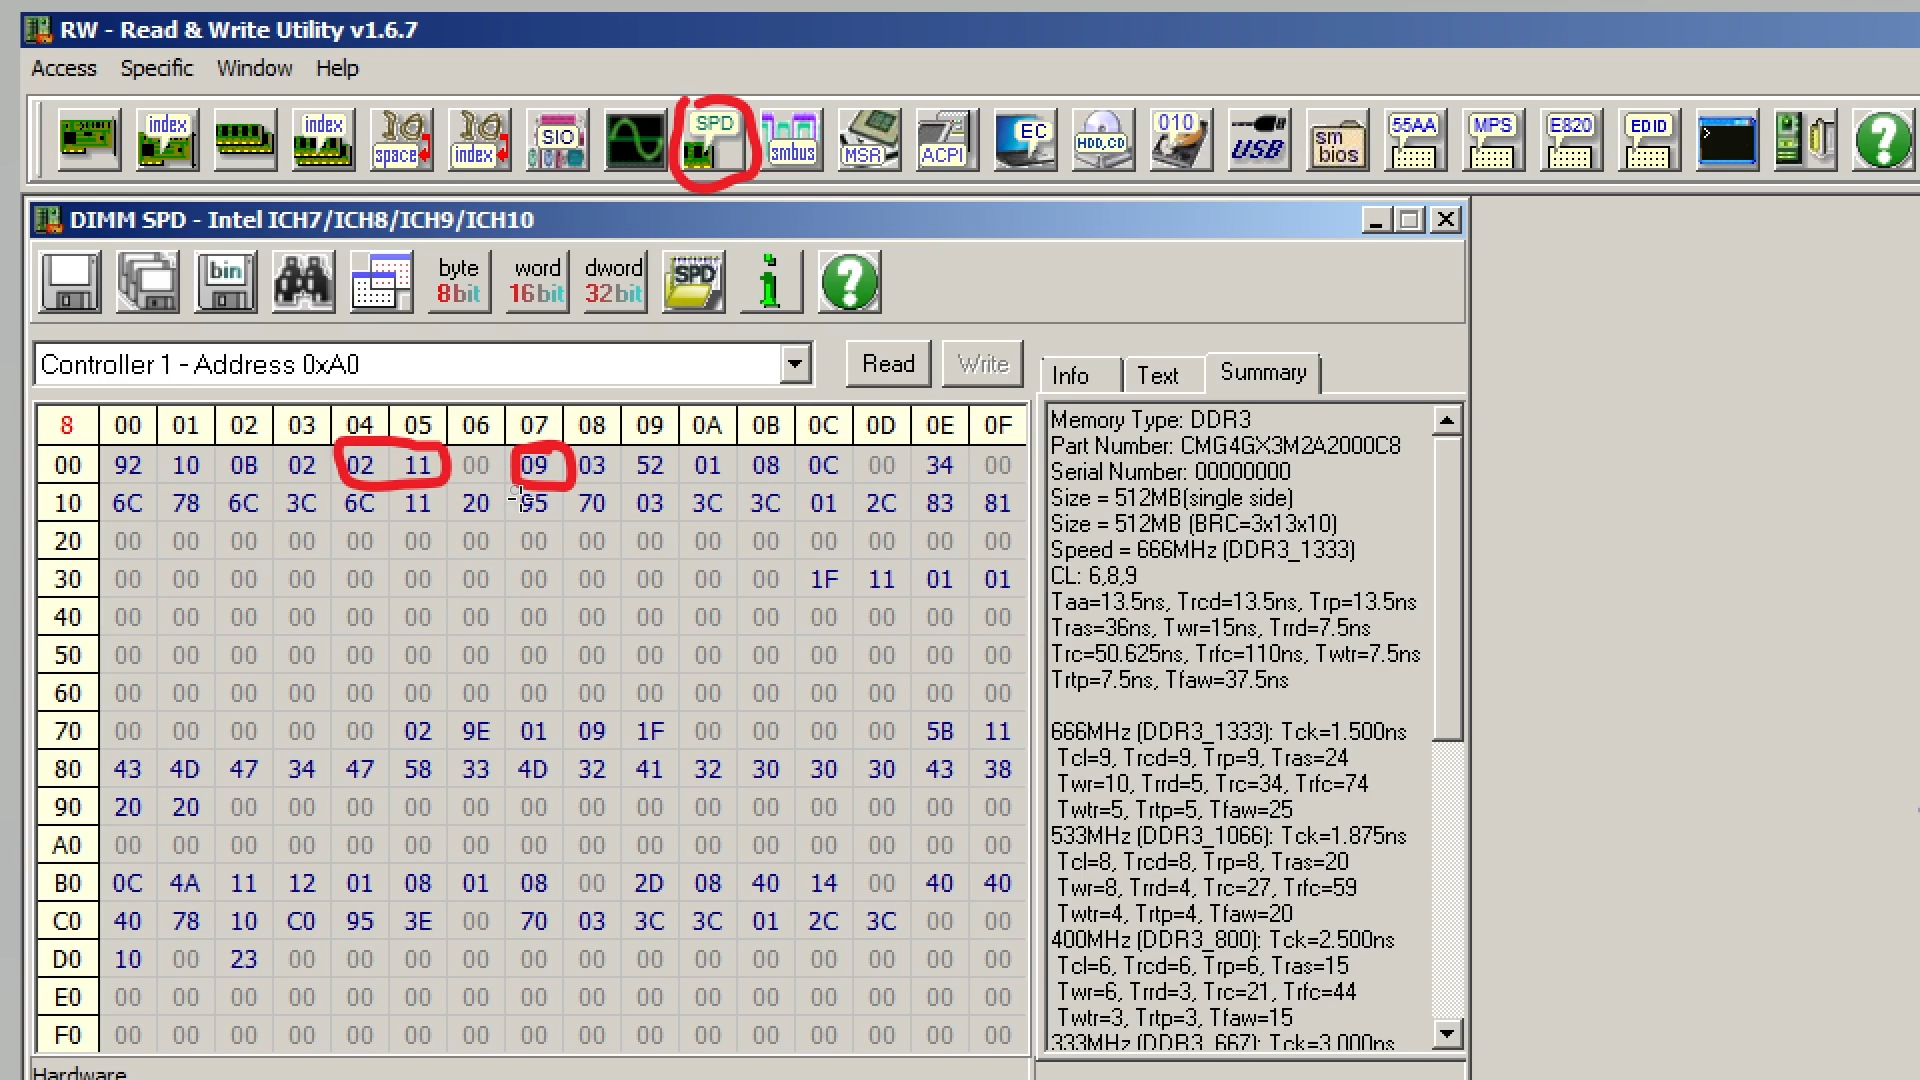 RW - Read & Write Utility v1.6.7
Access Specific Window Help
index index space index SIO SPD smbus MSR ACPI EC HDD,CD 010 USB sm bios 55AA MPS E820 EDID
DIMM SPD - Intel ICH7/ICH8/ICH9/ICH10
bin byte 8bit word 16bit dword 32bit SPD
Controller 1 - Address 0xA0 Read Write
Info Text Summary
8 00 01 02 03 04 05 06 07 08 09 0A 0B 0C 0D 0E 0F
00 92 10 0B 02 02 11 00 09 03 52 01 08 0C 00 34 00
10 6C 78 6C 3C 6C 11 20 95 70 03 3C 3C 01 2C 83 81
20 00 00 00 00 00 00 00 00 00 00 00 00 00 00 00 00
30 00 00 00 00 00 00 00 00 00 00 00 00 1F 11 01 01
40 00 00 00 00 00 00 00 00 00 00 00 00 00 00 00 00
50 00 00 00 00 00 00 00 00 00 00 00 00 00 00 00 00
60 00 00 00 00 00 00 00 00 00 00 00 00 00 00 00 00
70 00 00 00 00 00 02 9E 01 09 1F 00 00 00 00 5B 11
80 43 4D 47 34 47 58 33 4D 32 41 32 30 30 30 43 38
90 20 20 00 00 00 00 00 00 00 00 00 00 00 00 00 00
A0 00 00 00 00 00 00 00 00 00 00 00 00 00 00 00 00
B0 0C 4A 11 12 01 08 01 08 00 2D 08 40 14 00 40 40
C0 40 78 10 C0 95 3E 00 70 03 3C 3C 01 2C 3C 00 00
D0 10 00 23 00 00 00 00 00 00 00 00 00 00 00 00 00
E0 00 00 00 00 00 00 00 00 00 00 00 00 00 00 00 00
F0 00 00 00 00 00 00 00 00 00 00 00 00 00 00 00 00
Memory Type: DDR3
Part Number: CMG4GX3M2A2000C8
Serial Number: 00000000
Size = 512MB(single side)
Size = 512MB (BRC=3x13x10)
Speed = 666MHz (DDR3_1333)
CL: 6,8,9
Taa=13.5ns, Trcd=13.5ns, Trp=13.5ns
Tras=36ns, Twr=15ns, Trrd=7.5ns
Trc=50.625ns, Trfc=110ns, Twtr=7.5ns
Trtp=7.5ns, Tfaw=37.5ns
666MHz (DDR3_1333): Tck=1.500ns
Tcl=9, Trcd=9, Trp=9, Tras=24
Twr=10, Trrd=5, Trc=34, Trfc=74
Twtr=5, Trtp=5, Tfaw=25
533MHz (DDR3_1066): Tck=1.875ns
Tcl=8, Trcd=8, Trp=8, Tras=20
Twr=8, Trrd=4, Trc=27, Trfc=59
Twtr=4, Trtp=4, Tfaw=20
400MHz (DDR3_800): Tck=2.500ns
Tcl=6, Trcd=6, Trp=6, Tras=15
Twr=6, Trrd=3, Trc=21, Trfc=44
Twtr=3, Trtp=3, Tfaw=15
333MHz (DDR3_667): Tck=3.000ns
Hardware